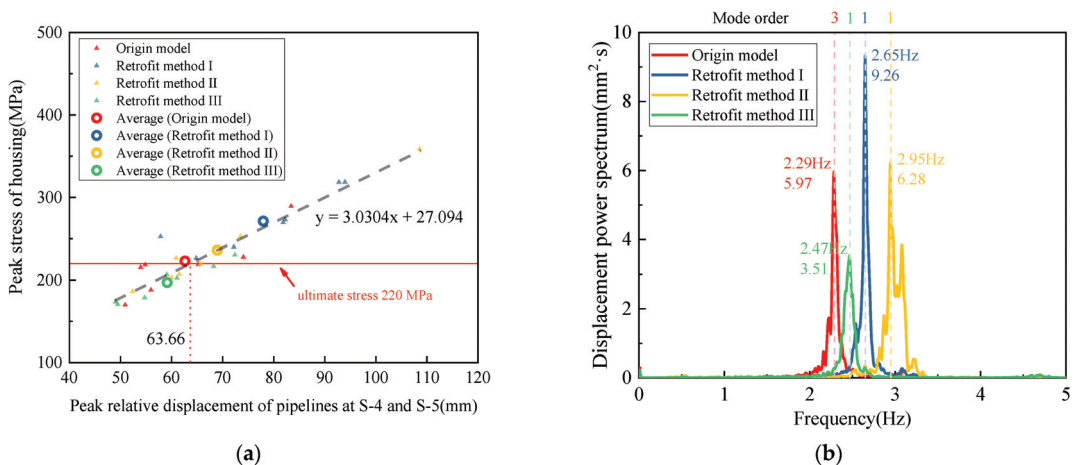 500
400
300
200
100
40
50
60
70
80
90
100
110
120
Peak stress of housing(MPa)
Peak relative displacement of pipelines at S-4 and S-5(mm)
Origin model
Retrofit method I
Retrofit method II
Retrofit method III
Average (Origin model)
Average (Retrofit method I)
Average (Retrofit method II)
Average (Retrofit method III)
y = 3.0304x + 27.094
ultimate stress 220 MPa
63.66
(a)
Mode order
3
1
1
1
10
8
6
4
2
0
0
1
2
3
4
5
Displacement power spectrum(mm²·s)
Frequency(Hz)
Origin model
Retrofit method I
Retrofit method II
Retrofit method III
2.65Hz
9.26
2.29Hz
5.97
2.95Hz
6.28
2.47Hz
3.51
(b)